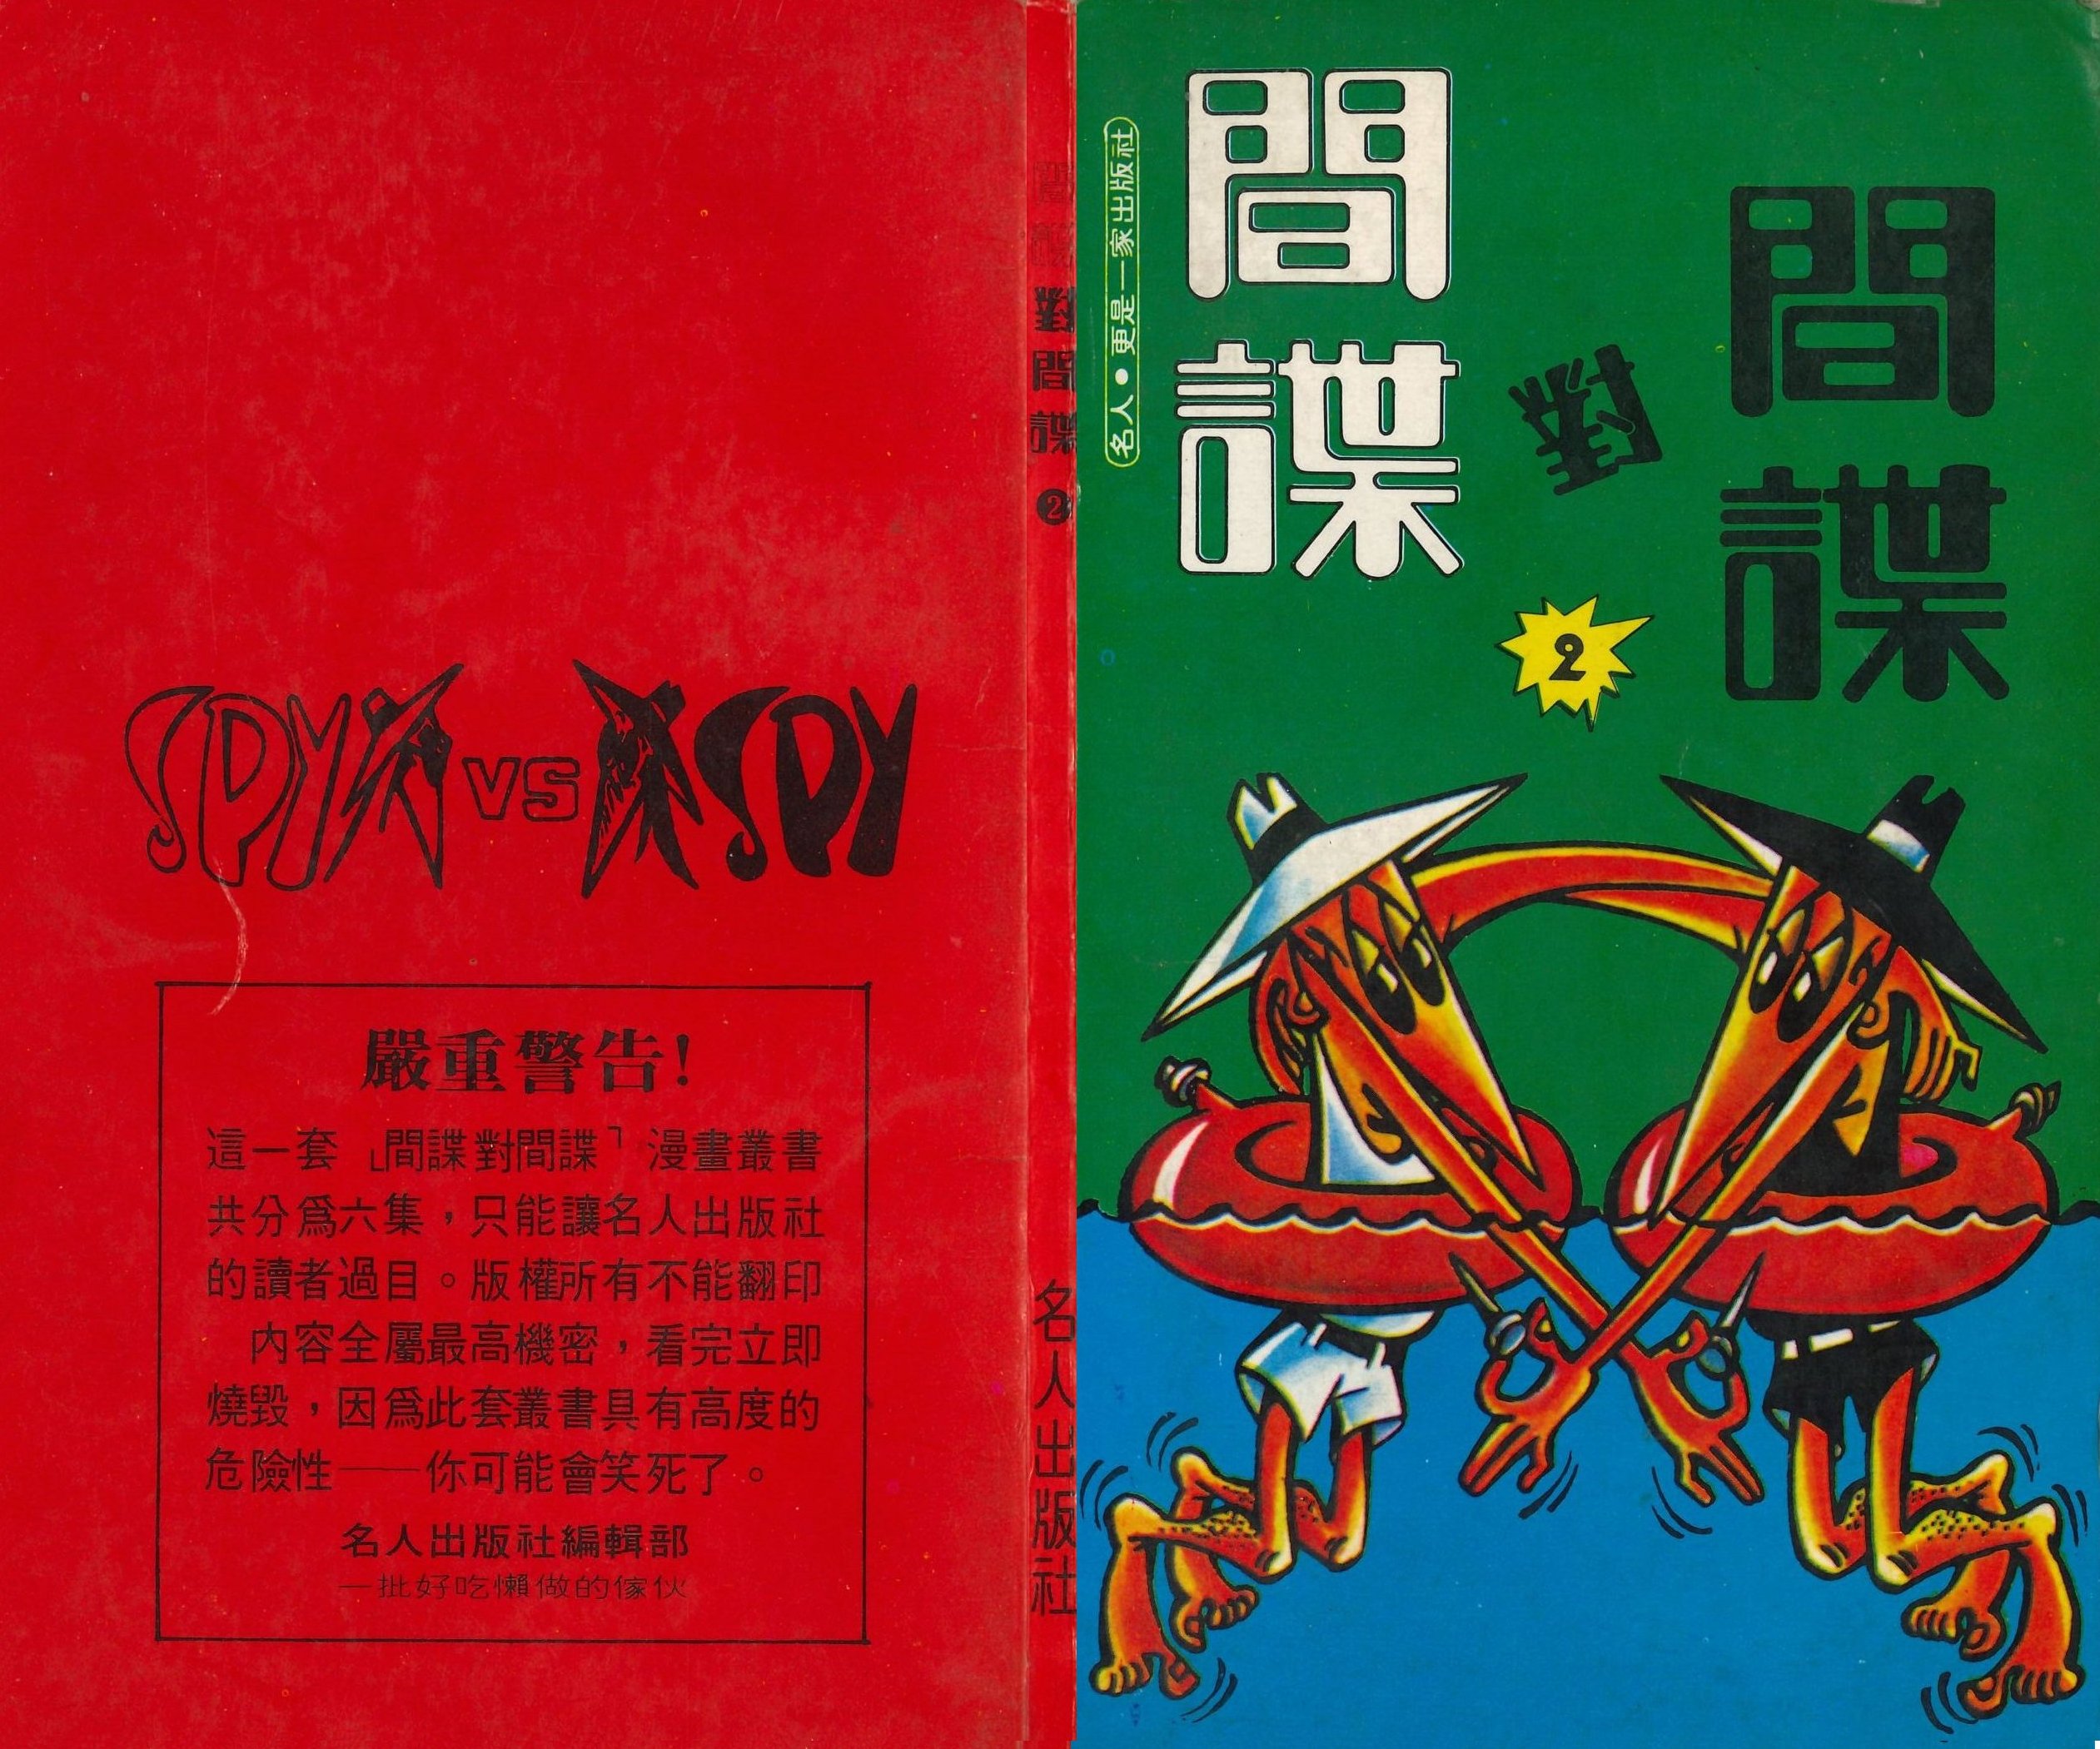 間諜
間諜
2
名人●更是一家出版社
間諜
間諜
2
名人出版社
SPY VS SPY
嚴重警告!
這一套「間諜對間諜」漫畫叢書
共分爲六集，只能讓名人出版社
的讀者過目。版權所有不能翻印
內容全屬最高機密，看完立即
燒毀，因爲此套叢書具有高度的
危險性——你可能會笑死了。
名人出版社編輯部
一批好吃懶做的傢伙